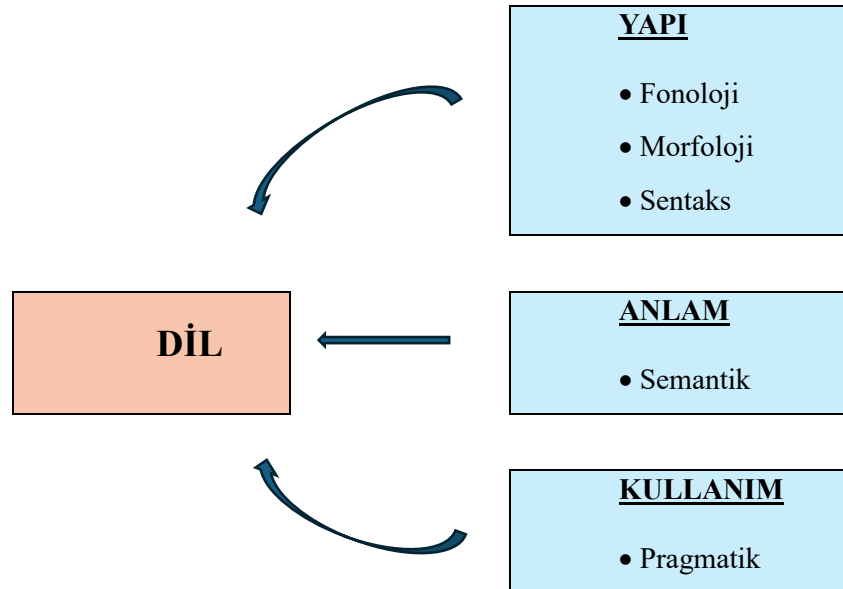 YAPI
• Fonoloji
• Morfoloji
• Sentaks
DİL
ANLAM
• Semantik
KULLANIM
• Pragmatik